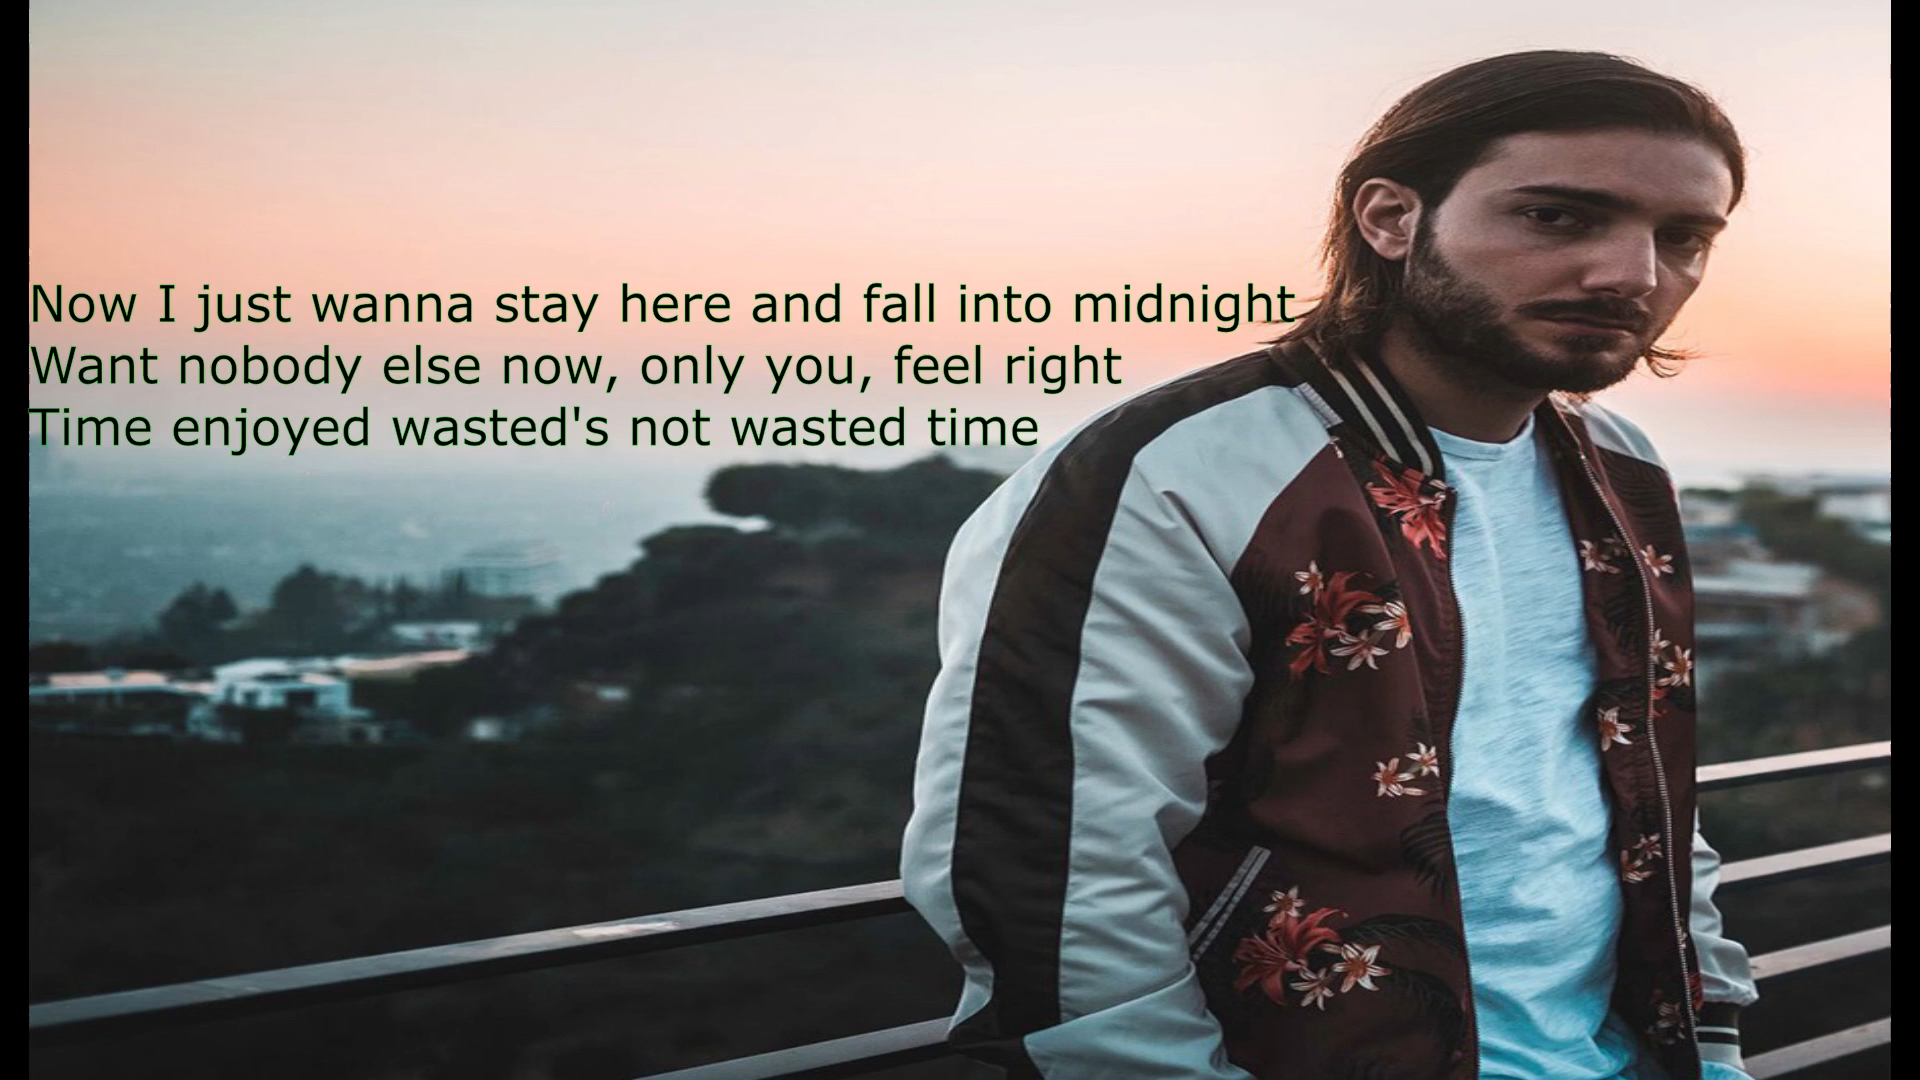 Now I just wanna stay here and fall into midnight
Want nobody else now, only you, feel right
Time enjoyed wasted's not wasted time